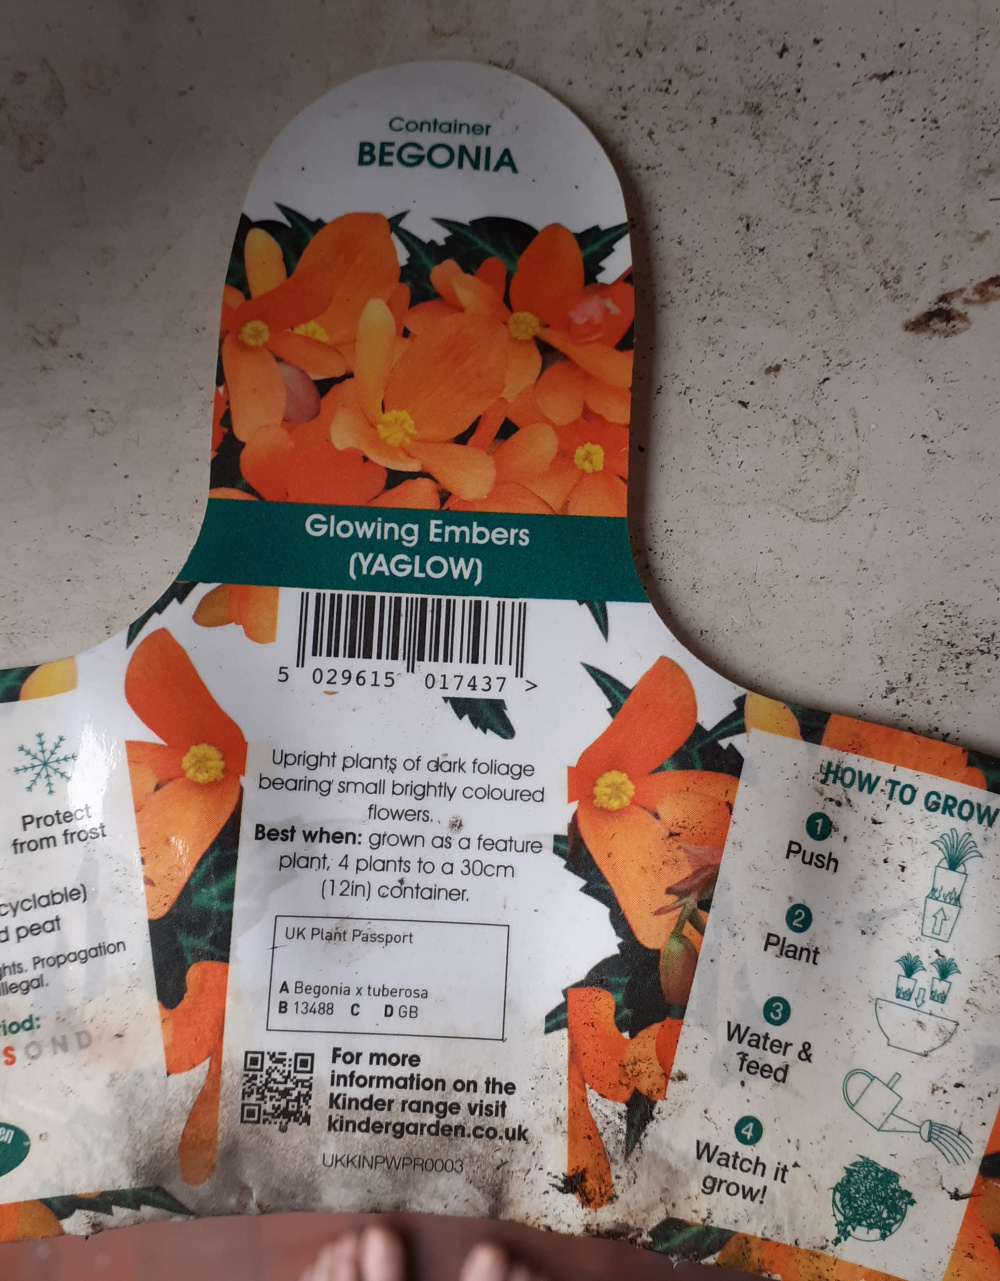 Container
BEGONIA
Glowing Embers
(YAGLOW)
5 029615 017437 >
Protect
from frost
cyclable)
d peat
hts. Propagation
llegal.
iod:
S O N D
en
Upright plants of dark foliage
bearing small brightly coloured
flowers.
Best when: grown as a feature
plant, 4 plants to a 30cm
(12in) container.
UK Plant Passport
A Begonia x tuberosa
B 13488 C D GB
For more
information on the
Kinder range visit
kindergarden.co.uk
UKKINPWPR0003
HOW TO GROW
1
Push
2
Plant
3
Water &
feed
4
Watch it
grow!